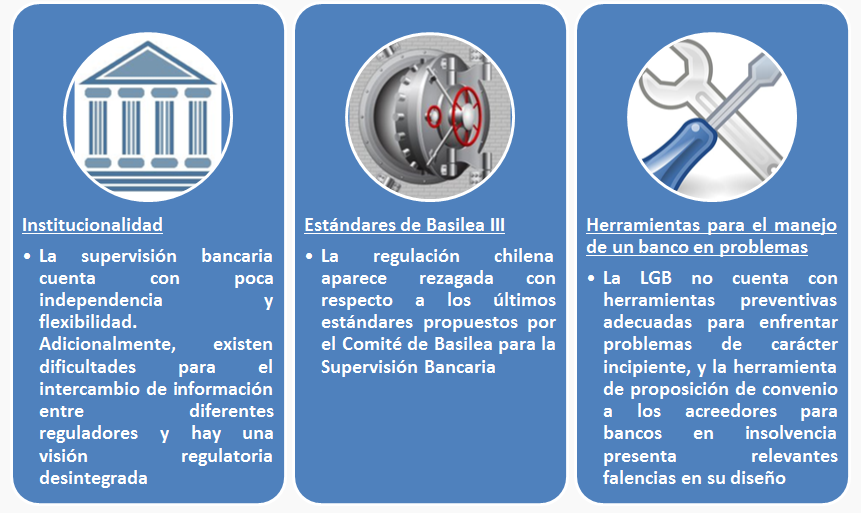 Institucionalidad
• La supervisión bancaria
cuenta con poca
independencia y
flexibilidad.
Adicionalmente, existen
dificultades para el
intercambio de información
entre diferentes
reguladores y hay una
visión regulatoria
desintegrada
Estándares de Basilea III
• La regulación chilena
aparece rezagada con
respecto a los últimos
estándares propuestos por
el Comité de Basilea para la
Supervisión Bancaria
Herramientas para el manejo
de un banco en problemas
• La LGB no cuenta con
herramientas preventivas
adecuadas para enfrentar
problemas de carácter
incipiente, y la herramienta
de proposición de convenio
a los acreedores para
bancos en insolvencia
presenta relevantes
falencias en su diseño